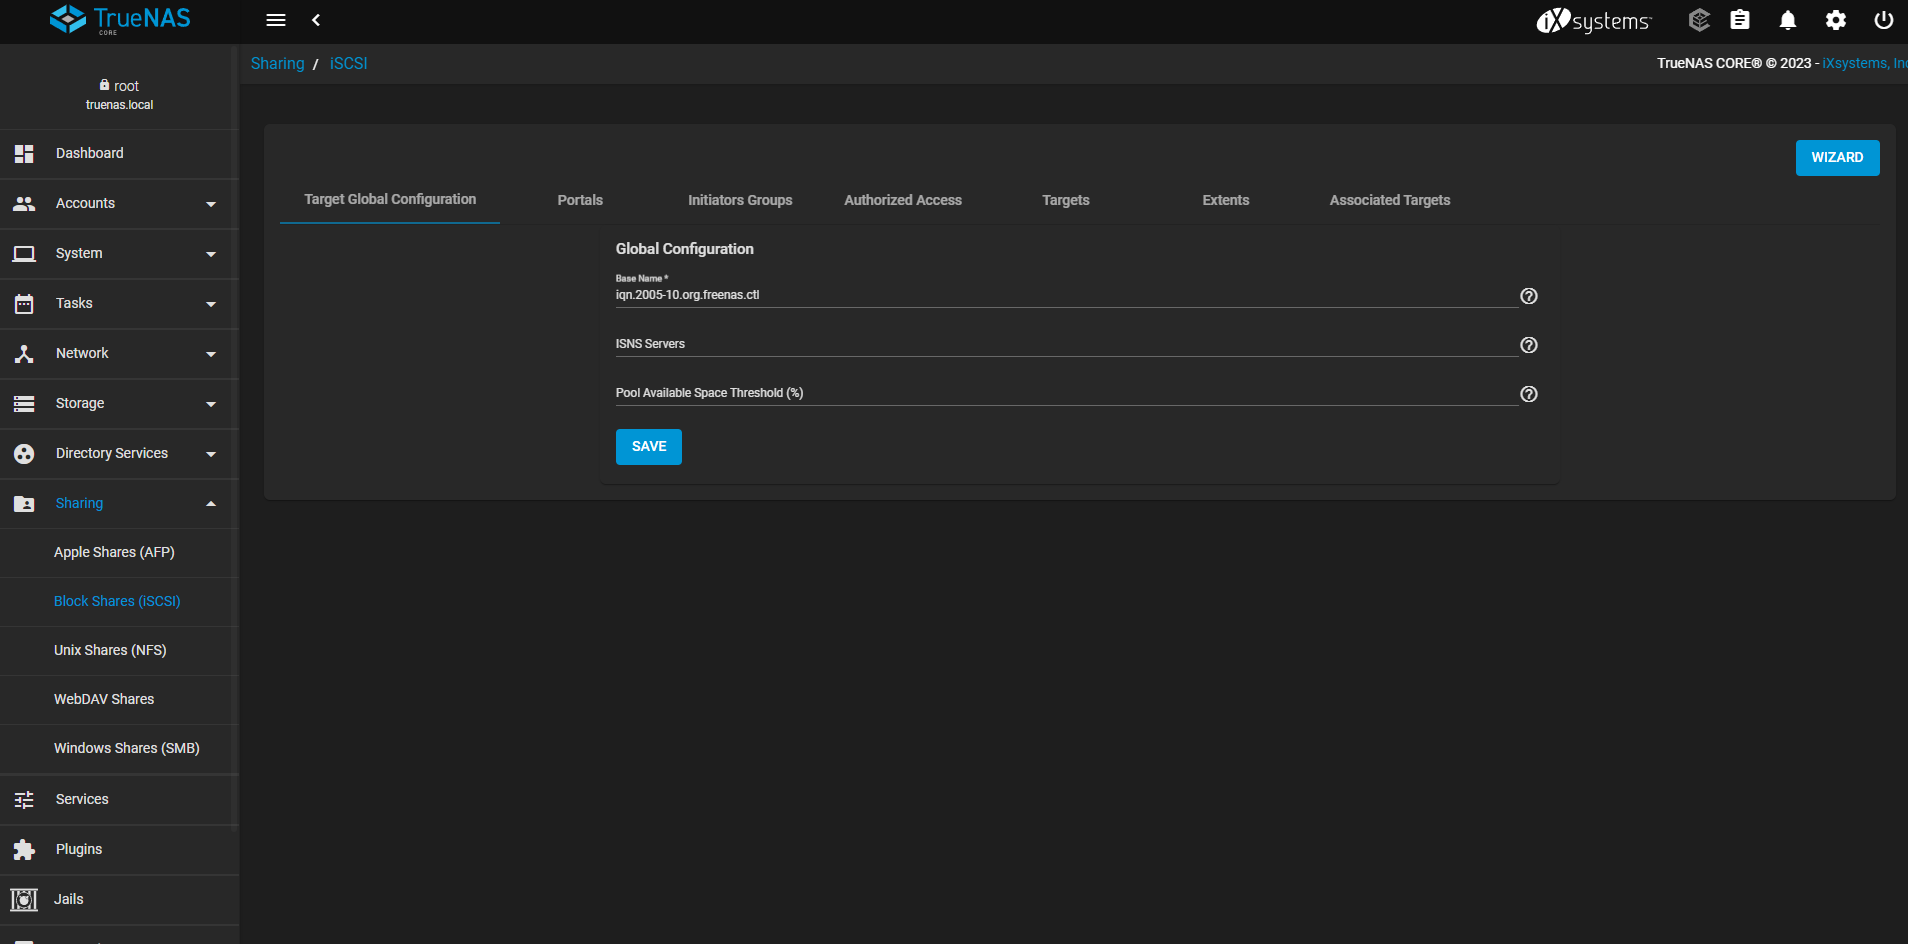 TrueNAS
CORE
iXsystems
root
truenas.local
Sharing / iSCSI
TrueNAS CORE® © 2023 - iXsystems, Inc
Dashboard
Accounts
System
Tasks
Network
Storage
Directory Services
Sharing
Apple Shares (AFP)
Block Shares (iSCSI)
Unix Shares (NFS)
WebDAV Shares
Windows Shares (SMB)
Services
Plugins
Jails
WIZARD
Target Global Configuration
Portals
Initiators Groups
Authorized Access
Targets
Extents
Associated Targets
Global Configuration
Base Name *
iqn.2005-10.org.freenas.ctl
ISNS Servers
Pool Available Space Threshold (%)
SAVE